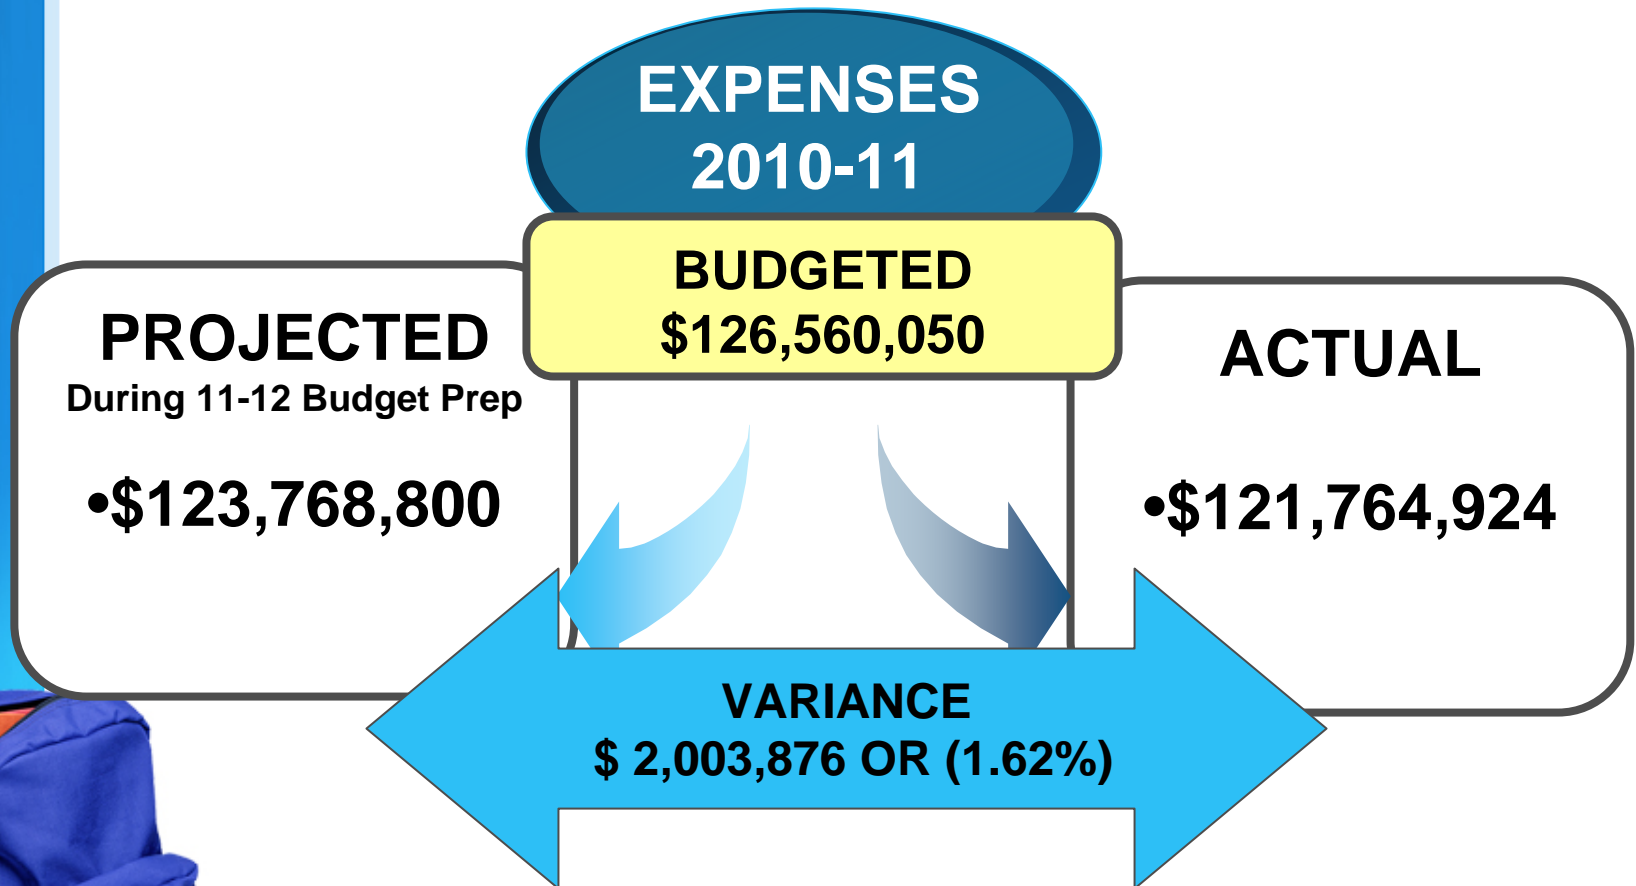 EXPENSES
2010-11
BUDGETED
$126,560,050
PROJECTED
During 11-12 Budget Prep
•$123,768,800
ACTUAL
•$121,764,924
VARIANCE
$ 2,003,876 OR (1.62%)